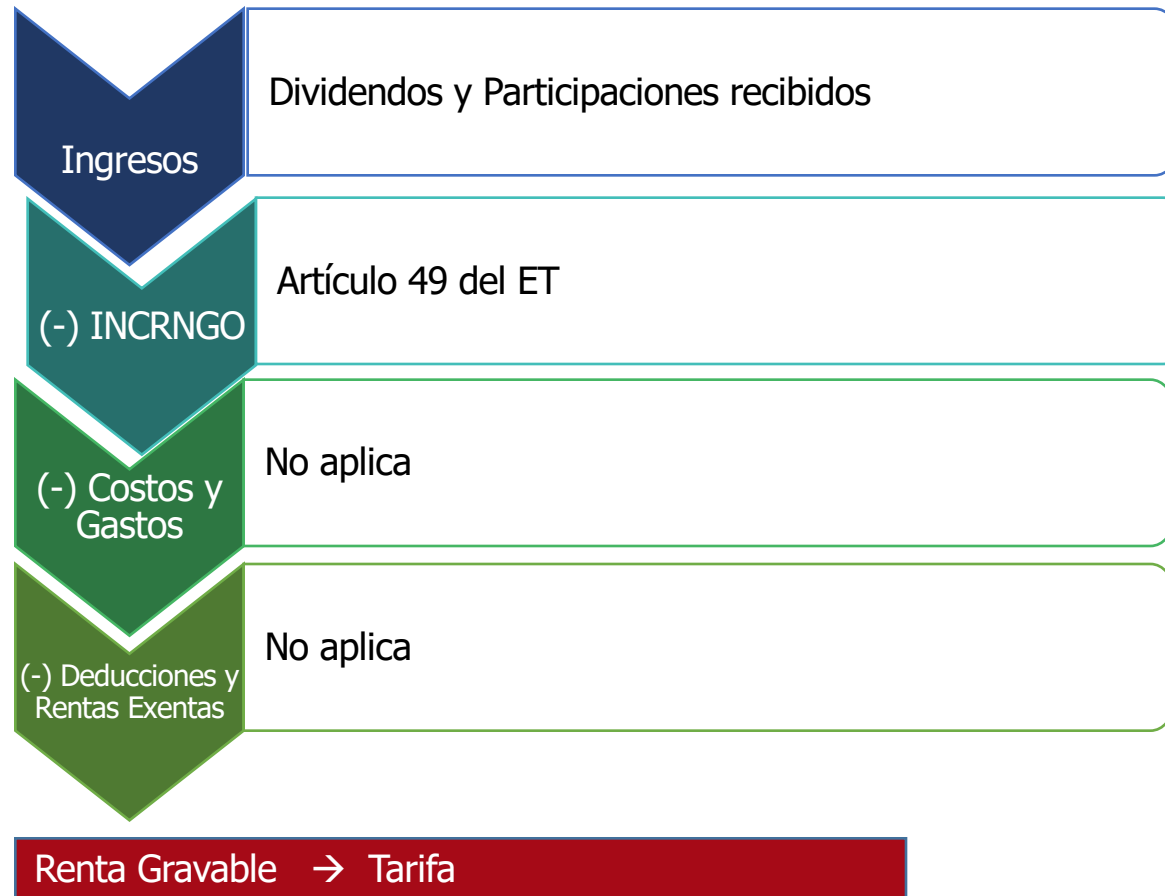 Ingresos
Dividendos y Participaciones recibidos
(-) INCRNGO
Artículo 49 del ET
(-) Costos y
Gastos
No aplica
(-) Deducciones y
Rentas Exentas
No aplica
Renta Gravable → Tarifa